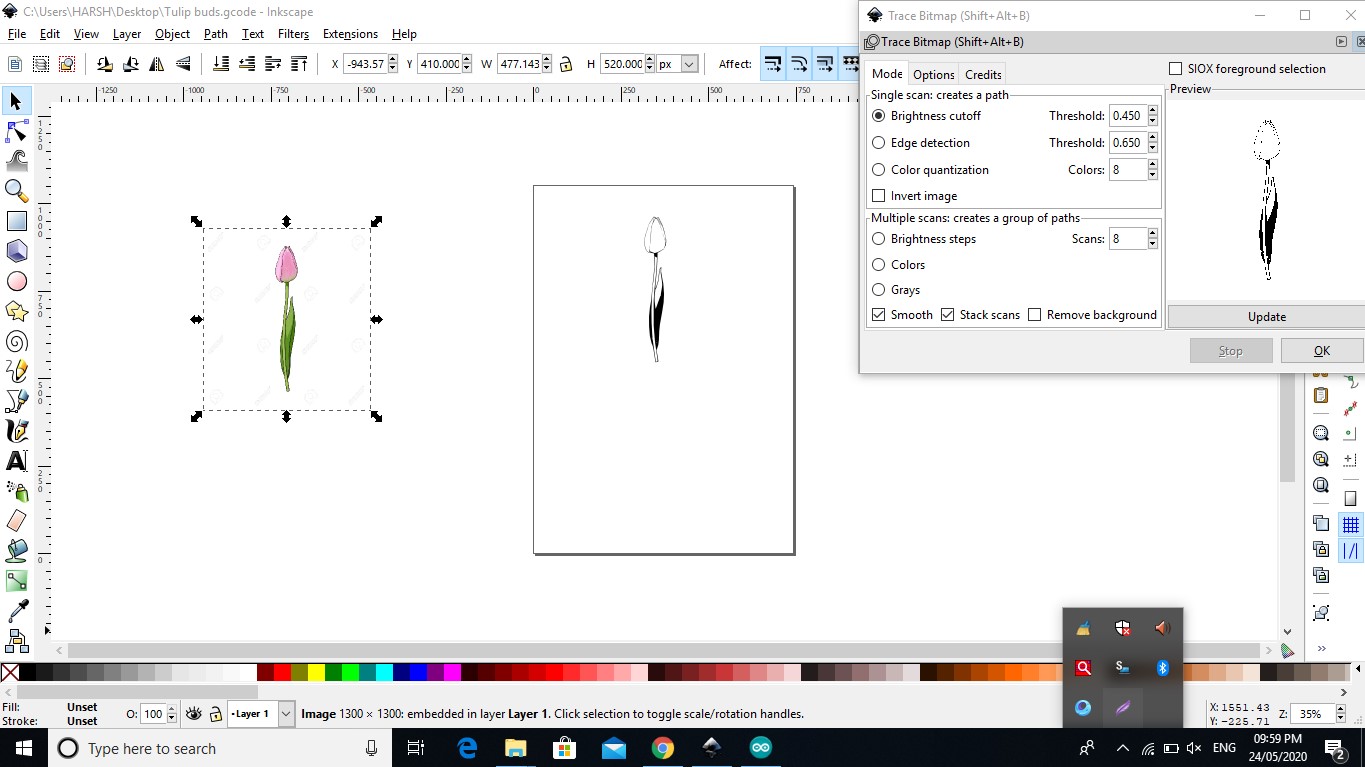 C:\Users\HARSH\Desktop\Tulip buds.gcode - Inkscape
File Edit View Layer Object Path Text Filters Extensions Help
X -943.57 Y 410.000 W 477.143 H 520.000 px Affect:
-1250 -1000 -750 -500 -250 0 250 500 750
1250
1000
750
500
250
0
Trace Bitmap (Shift+Alt+B)
Trace Bitmap (Shift+Alt+B)
Mode Options Credits
Single scan: creates a path
Brightness cutoff Threshold: 0.450
Edge detection Threshold: 0.650
Color quantization Colors: 8
Invert image
Multiple scans: creates a group of paths
Brightness steps Scans: 8
Colors
Grays
Smooth Stack scans Remove background
SIOX foreground selection
Preview
Update
Stop OK
Fill: Unset
Stroke: Unset
O: 100
Layer 1
Image 1300 × 1300: embedded in layer Layer 1. Click selection to toggle scale/rotation handles.
X: 1551.43
Y: -225.71
Z: 35%
Type here to search
ENG
09:59 PM
24/05/2020
2